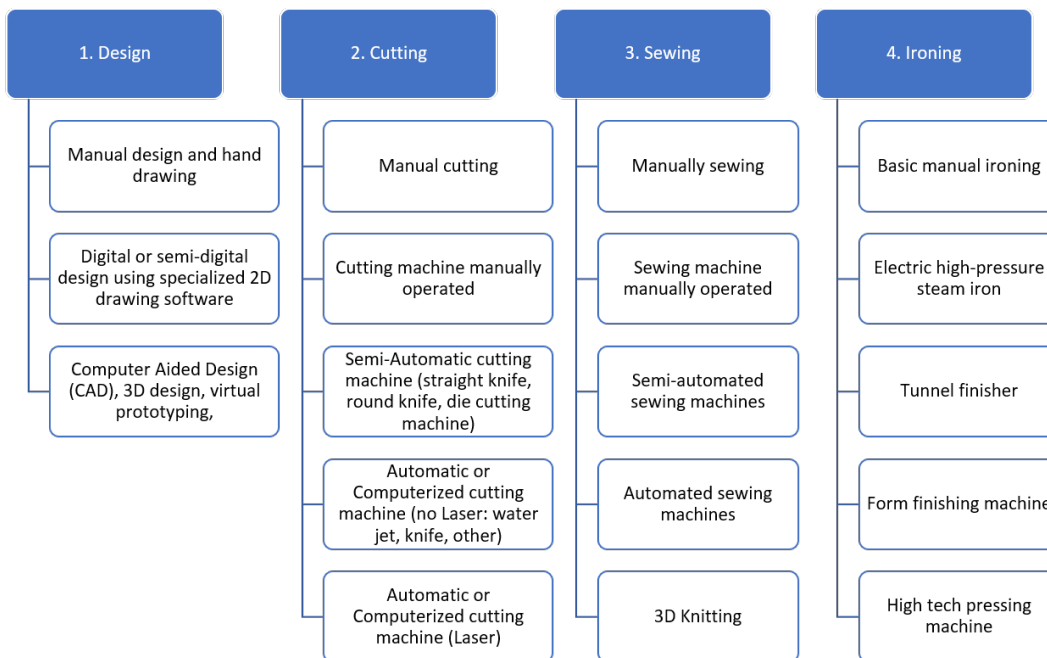 1. Design
Manual design and hand
drawing
Digital or semi-digital
design using specialized 2D
drawing software
Computer Aided Design
(CAD), 3D design, virtual
prototyping,
2. Cutting
Manual cutting
Cutting machine manually
operated
Semi-Automatic cutting
machine (straight knife,
round knife, die cutting
machine)
Automatic or
Computerized cutting
machine (no Laser: water
jet, knife, other)
Automatic or
Computerized cutting
machine (Laser)
3. Sewing
Manually sewing
Sewing machine
manually operated
Semi-automated
sewing machines
Automated sewing
machines
3D Knitting
4. Ironing
Basic manual ironing
Electric high-pressure
steam iron
Tunnel finisher
Form finishing machine
High tech pressing
machine